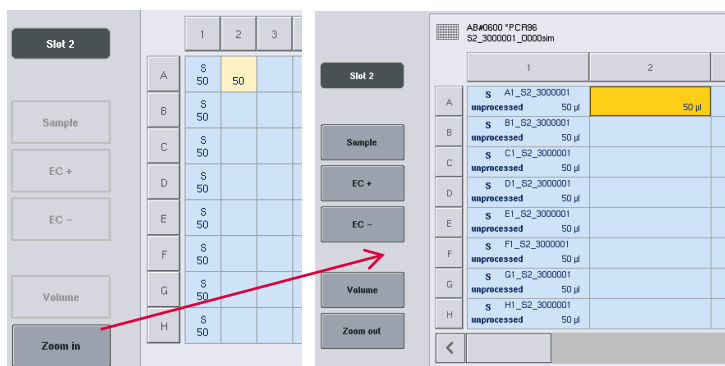 Slot 2
Sample
EC +
EC -
Volume
Zoom in
1 2 3
A S 50 50
B S 50
C S 50
D S 50
E S 50
F S 50
G S 50
H S 50
AB#0600 *PCR96
S2_3000001_D000sim
Slot 2
Sample
EC +
EC -
Volume
Zoom out
1 2
A S A1_S2_3000001
unprocessed 50 µl 50 µl
B S B1_S2_3000001
unprocessed 50 µl
C S C1_S2_3000001
unprocessed 50 µl
D S D1_S2_3000001
unprocessed 50 µl
E S E1_S2_3000001
unprocessed 50 µl
F S F1_S2_3000001
unprocessed 50 µl
G S G1_S2_3000001
unprocessed 50 µl
H S H1_S2_3000001
unprocessed 50 µl